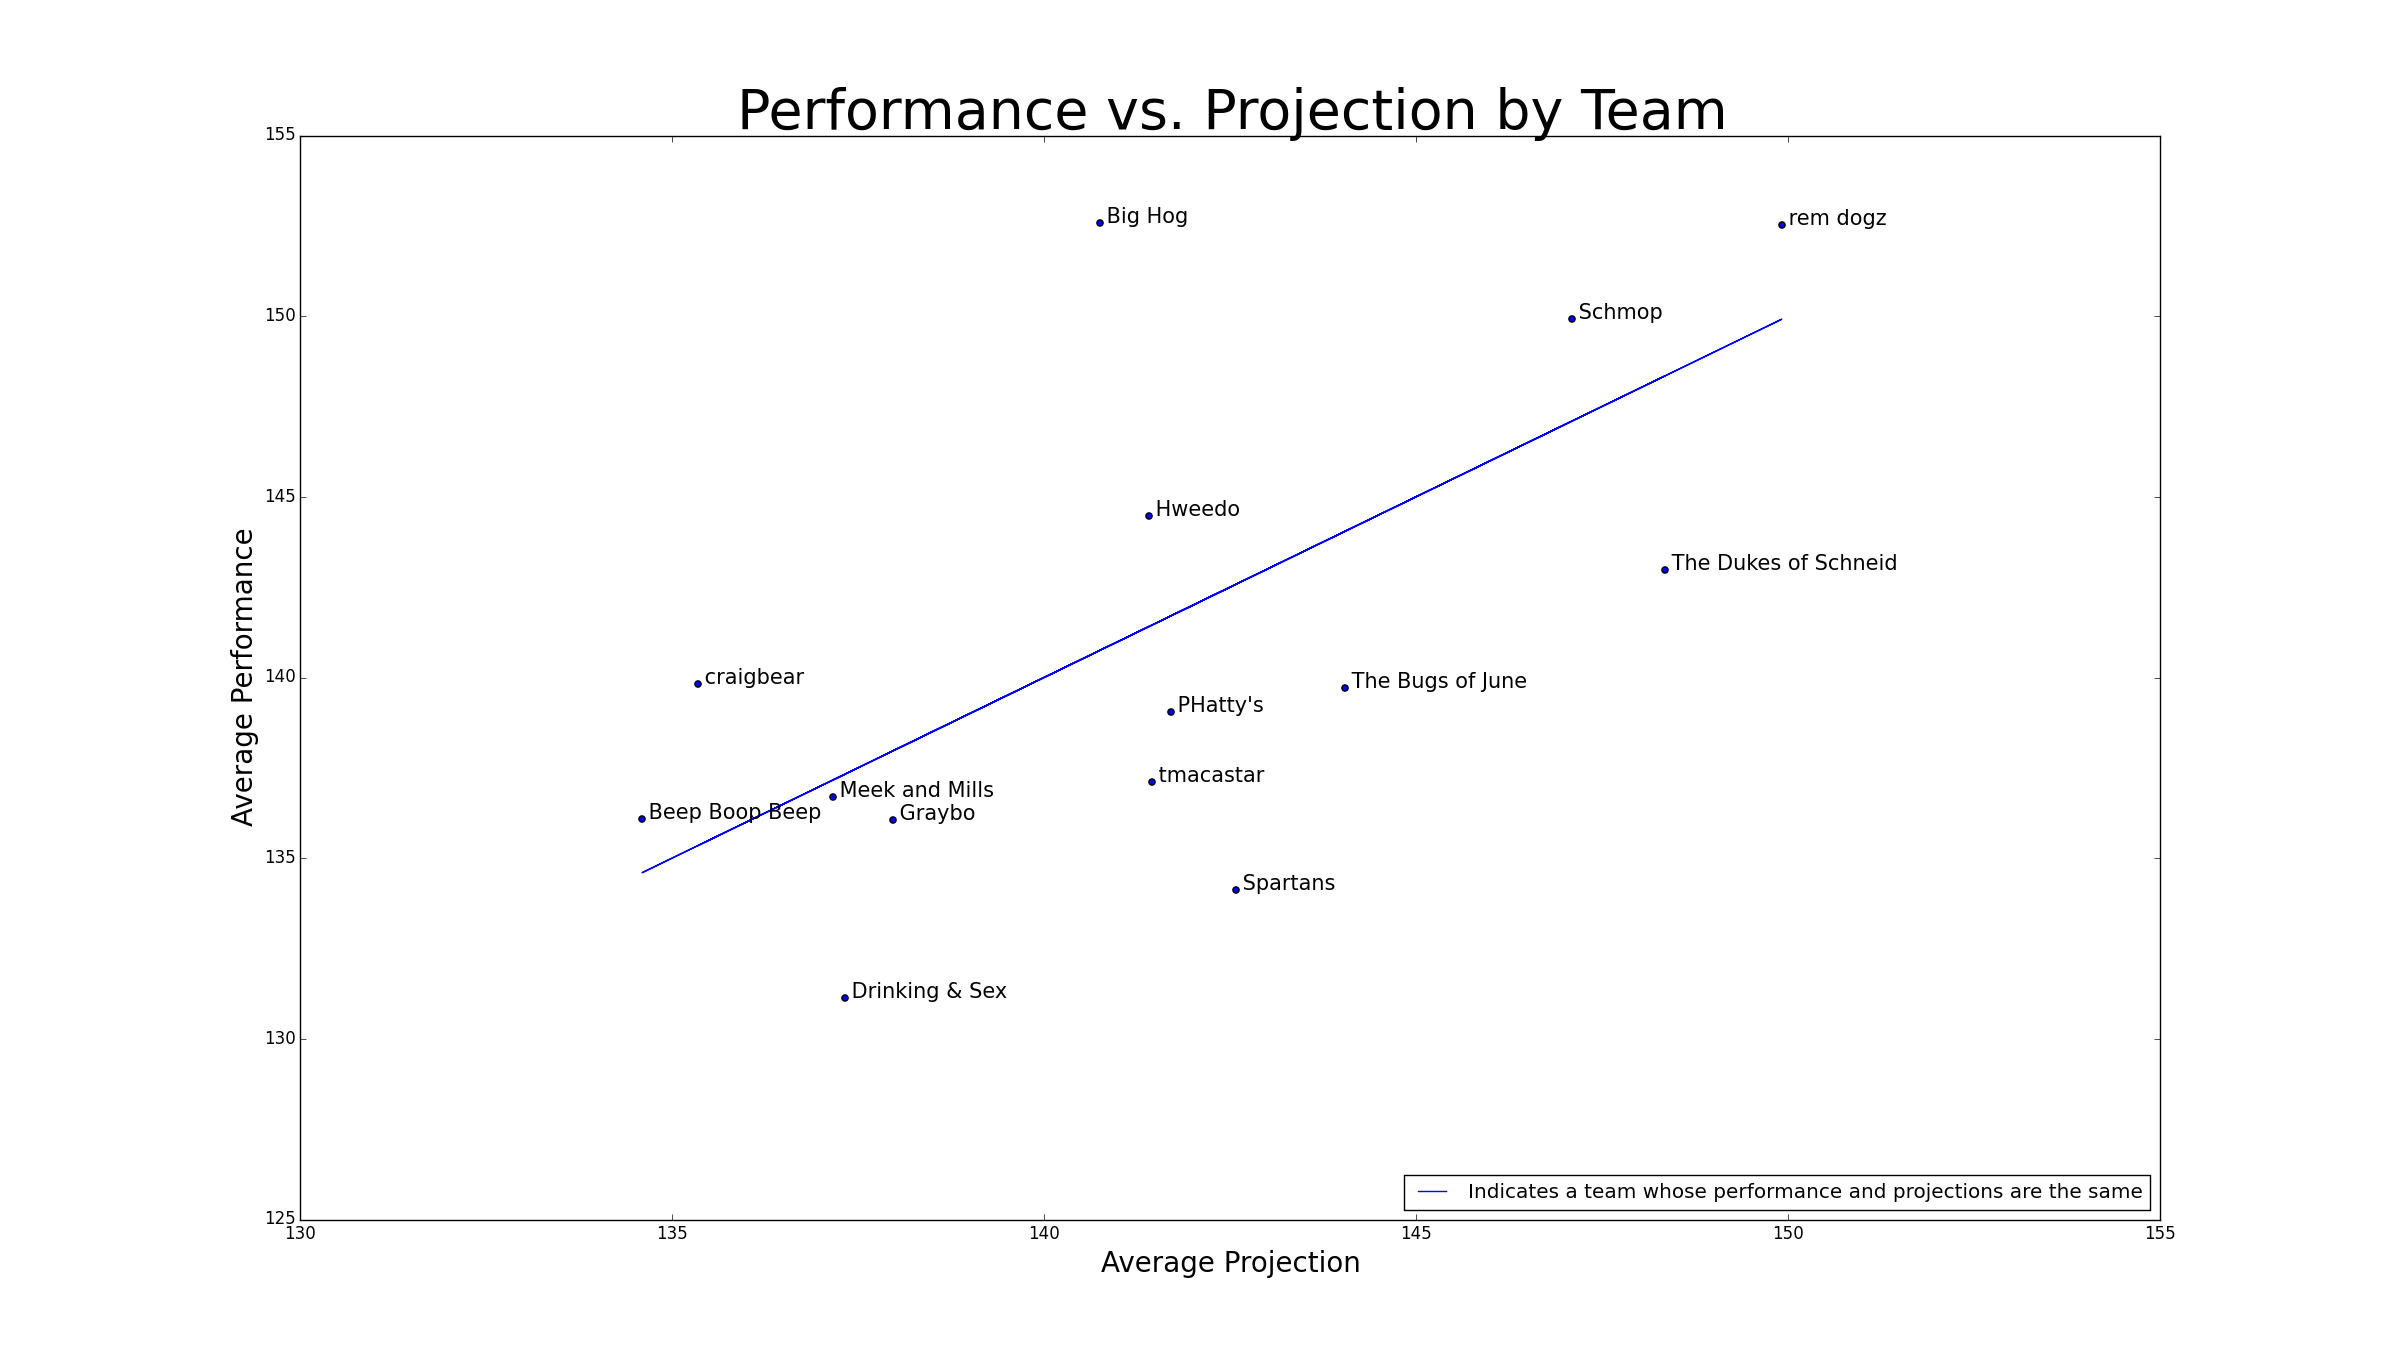 Performance vs. Projection by Team
155
Big Hog
rem dogz
150
Schmop
145
Hweedo
The Dukes of Schneid
140
craigbear
The Bugs of June
PHatty's
tmacastar
Meek and Mills
Beep Boop Beep
Graybo
135
Spartans
Drinking & Sex
130
125
Average Performance
Indicates a team whose performance and projections are the same
130 135 140 145 150 155
Average Projection